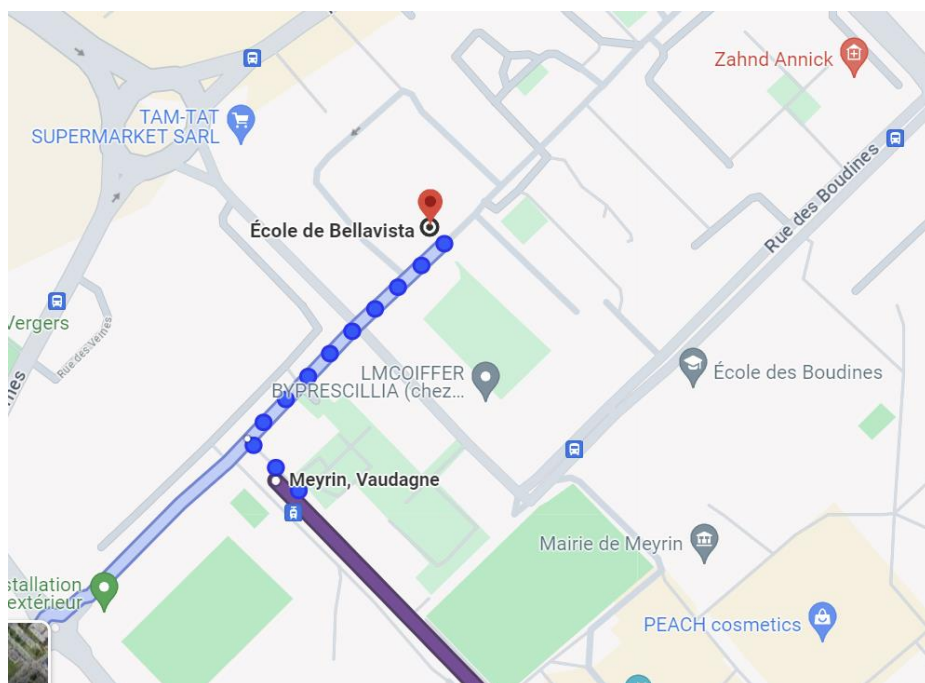 Zahnd Annick
TAM-TAT
SUPERMARKET SARL
Rue des Boudines
École de Bellavista
Vergers
Rue des Veines
LMCOIFFER
BYPRESCILLIA (chez...
École des Boudines
Meyrin, Vaudagne
Mairie de Meyrin
stallation
extérieur
PEACH cosmetics